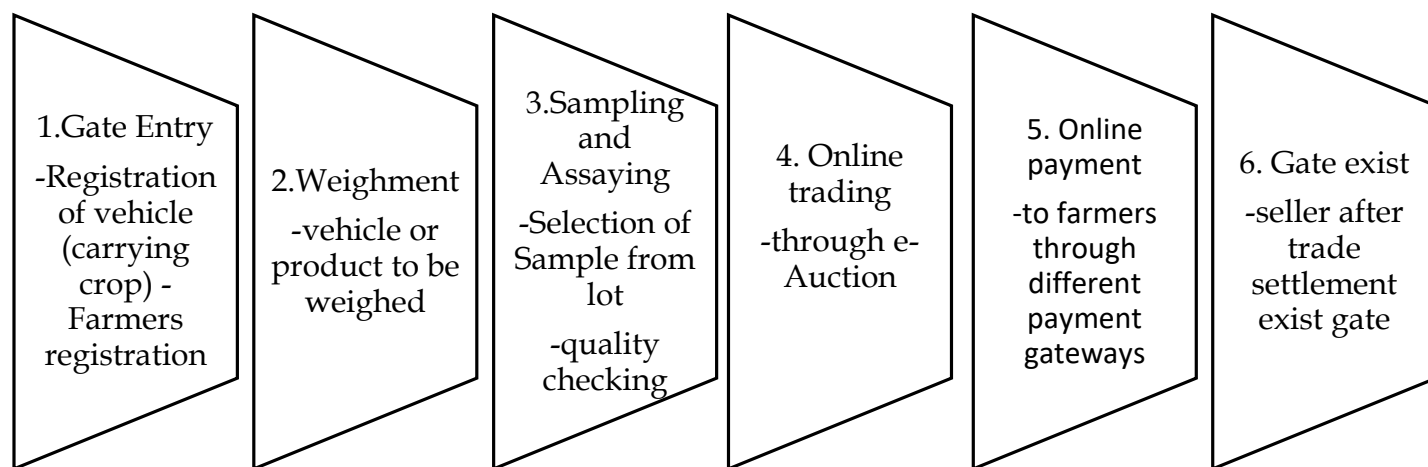 1.Gate Entry
-Registration
of vehicle
(carrying
crop) -
Farmers
registration
2.Weighment
-vehicle or
product to be
weighed
3.Sampling
and
Assaying
-Selection of
Sample from
lot
-quality
checking
4. Online
trading
-through e-
Auction
5. Online
payment
-to farmers
through
different
payment
gateways
6. Gate exist
-seller after
trade
settlement
exist gate